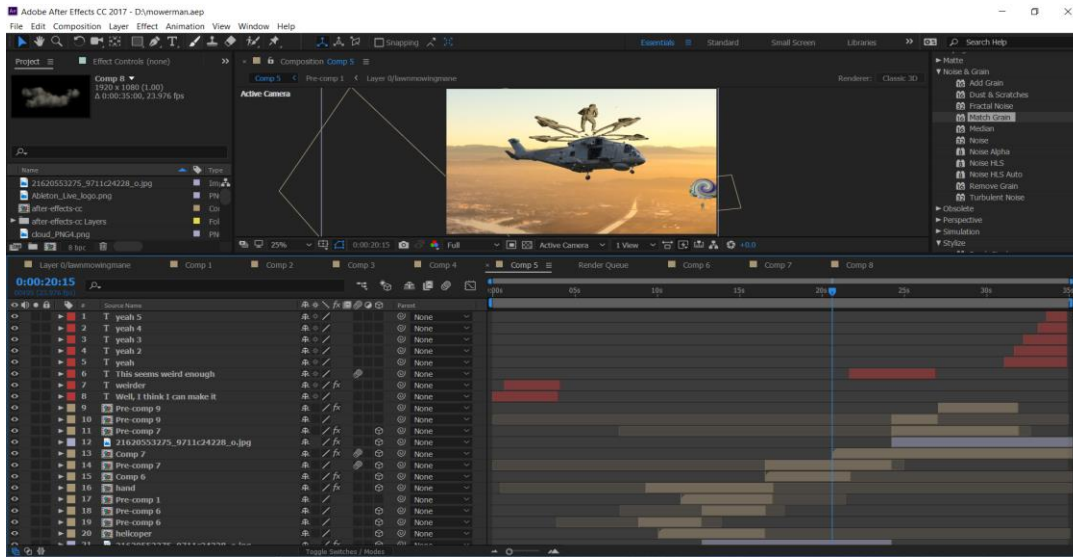 Adobe After Effects CC 2017 - D:\mowerman.aep
File Edit Composition Layer Effect Animation View Window Help
Snapping
Essentials Standard Small Screen Libraries
Search Help
Project Effect Controls (none)
Composition Comp 5
Comp 8
1920 x 1080 (1.00)
Δ 0:00:35:00, 23.976 fps
Comp 5 Pre-comp 1 Layer 0/lawnmowingmane
Renderer: Classic 3D
Active Camera
Matte
Noise & Grain
Add Grain
Dust & Scratches
Fractal Noise
Match Grain
Median
Noise
Noise Alpha
Noise HLS
Noise HLS Auto
Remove Grain
Turbulent Noise
Obsolete
Perspective
Simulation
Stylize
Name Type
21620553275_9711c24228_o.jpg
Ableton_Live_logo.png PN
after-effects-cc Co
after-effects-cc Layers Fol
cloud_PNG4.png PN
8 bpc
25% 0:00:20:15 Full Active Camera 1 View +0.0
Layer 0/lawnmowingmane Comp 1 Comp 2 Comp 3 Comp 4 Comp 5 Render Queue Comp 6 Comp 7 Comp 8
0:00:20:15
05s 10s 15s 20s 25s 30s 35s
# Source Name Parent
1 T yeah 5 None
2 T yeah 4 None
3 T yeah 3 None
4 T yeah 2 None
5 T yeah None
6 T This seems weird enough None
7 T weirder None
8 T Well, I think I can make it None
9 Pre-comp 9 None
10 Pre-comp 9 None
11 Pre-comp 7 None
12 21620553275_9711c24228_o.jpg None
13 Comp 7 None
14 Pre-comp 7 None
15 Comp 6 None
16 hand None
17 Pre-comp 1 None
18 Pre-comp 6 None
19 Pre-comp 6 None
20 helicoper None
Toggle Switches / Modes